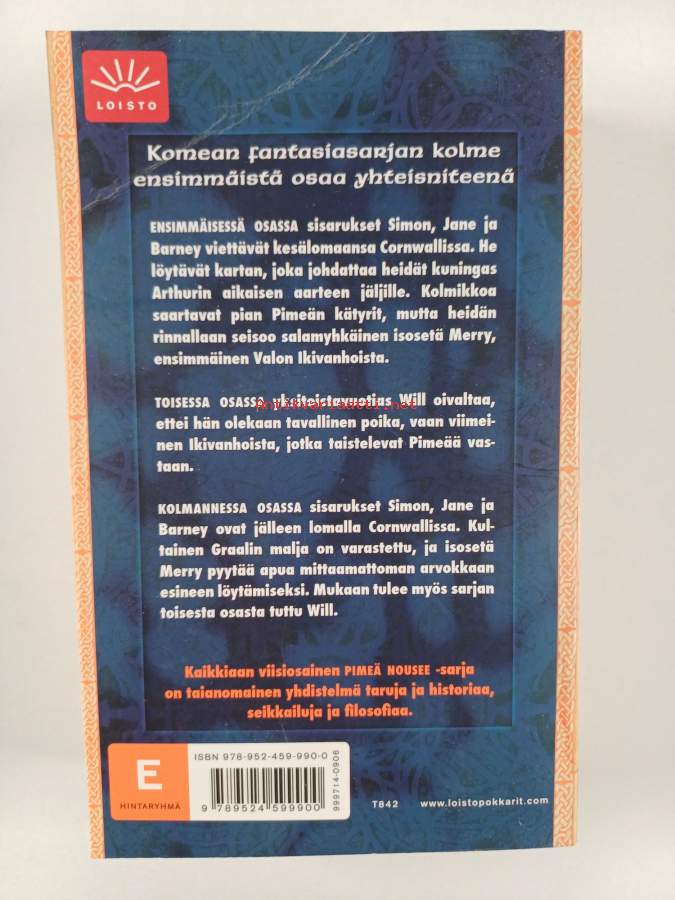 LOISTO
Komean fantasiasarjan kolme
ensimmäistä osaa yhteisniteenä
ENSIMMÄISESSÄ OSASSA sisarukset Simon, Jane ja
Barney viettävät kesälomaansa Cornwallissa. He
löytävät kartan, joka johdattaa heidät kuningas
Arthurin aikaisen aarteen jäljille. Kolmikkoa
saartavat pian Pimeän kätyrit, mutta heidän
rinnallaan seisoo salamyhkäinen isosetä Merry,
ensimmäinen Valon Ikivanhoista.
TOISESSA OSASSA yksitoistavuotias Will oivaltaa,
antikvariaatti.net
ettei hän olekaan tavallinen poika, vaan viimei-
nen Ikivanhoista, jotka taistelevat Pimeää vas-
taan.
KOLMANNESSA OSASSA sisarukset Simon, Jane ja
Barney ovat jälleen lomalla Cornwallissa. Kul-
tainen Graalin malja on varastettu, ja isosetä
Merry pyytää apua mittaamattoman arvokkaan
esineen löytämiseksi. Mukaan tulee myös sarjan
toisesta osasta tuttu Will.
Kaikkiaan viisiosainen PIMEÄ NOUSEE -sarja
on taianomainen yhdistelmä taruja ja historiaa,
seikkailuja ja filosofiaa.
E
HINTARYHMÄ
ISBN 978-952-459-990-0
9 789524 599900
999714-0906
T842 www.loistopokkarit.com